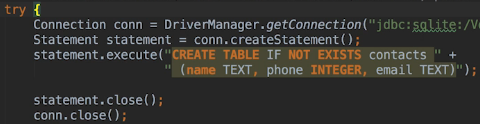 try {
Connection conn = DriverManager.getConnection("jdbc:sqlite:/V
Statement statement = conn.createStatement();
statement.execute("CREATE TABLE IF NOT EXISTS contacts " +
" (name TEXT, phone INTEGER, email TEXT)");
statement.close();
conn.close();